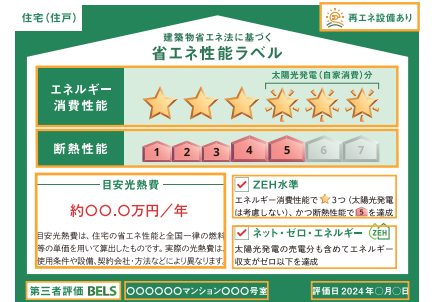 住宅（住戸）
再エネ設備あり
建築物省エネ法に基づく
省エネ性能ラベル
太陽光発電（自家消費）分
エネルギー
消費性能
断熱性能
1 2 3 4 5 6 7
目安光熱費
約〇〇.〇万円／年
目安光熱費は、住宅の省エネ性能と全国一律の燃料
等の単価を用いて算出したものです。実際の光熱費は、
使用条件や設備、契約会社・方法などにより異なります。
ZEH水準
エネルギー消費性能で★3つ（太陽光発電
は考慮しない）、かつ断熱性能で5を達成
ネット・ゼロ・エネルギー ZEH
太陽光発電の売電分も含めてエネルギー
収支がゼロ以下を達成
第三者評価 BELS
〇〇〇〇〇〇マンション〇〇〇号室
評価日 2024年〇月〇日